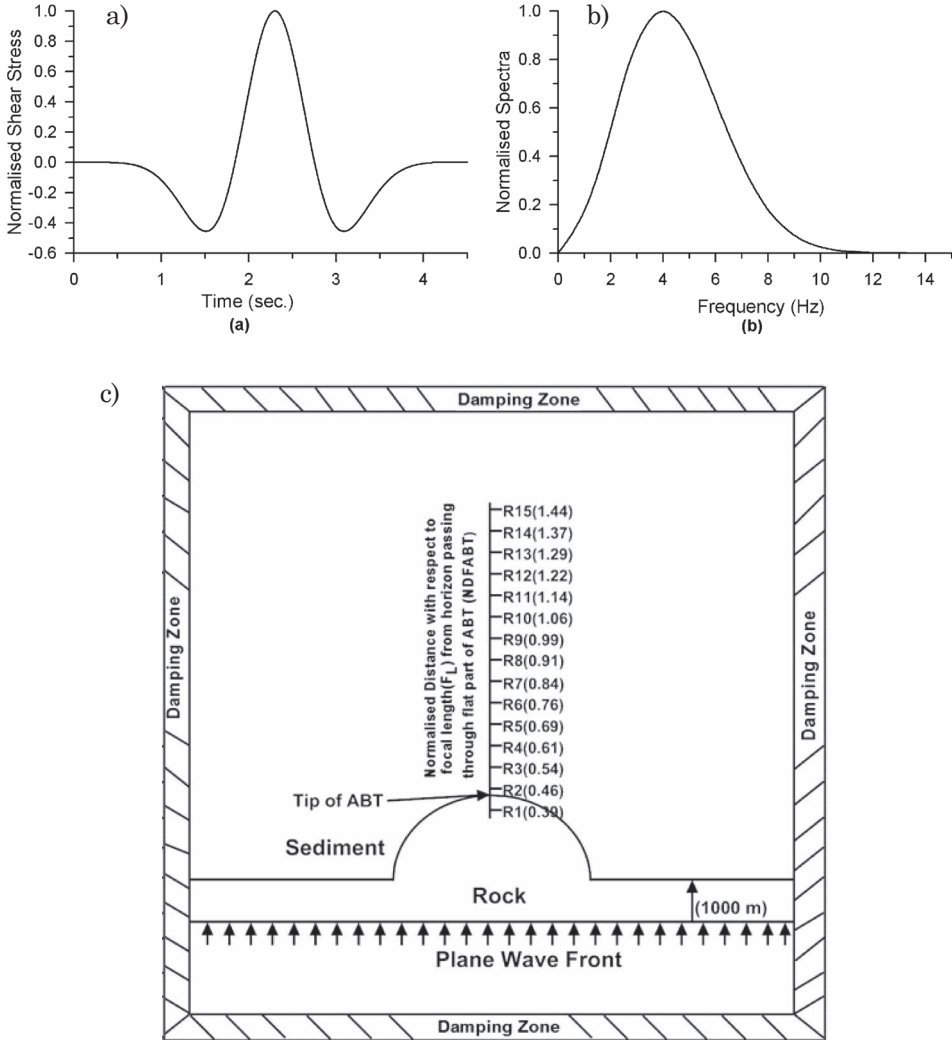 a)
Normalised Shear Stress
1.0
0.8
0.6
0.4
0.2
0.0
-0.2
-0.4
-0.6
0 1 2 3 4
Time (sec.)
(a)
b)
Normalised Spectra
1.0
0.8
0.6
0.4
0.2
0.0
0 2 4 6 8 10 12 14
Frequency (Hz)
(b)
c)
Damping Zone
Damping Zone
Normalised Distance with respect to
focal length(FL) from horizon passing
through flat part of ABT (NDFABT)
R15(1.44)
R14(1.37)
R13(1.29)
R12(1.22)
R11(1.14)
R10(1.06)
R9(0.99)
R8(0.91)
R7(0.84)
R6(0.76)
R5(0.69)
R4(0.61)
R3(0.54)
R2(0.46)
R1(0.39)
Damping Zone
Tip of ABT
Sediment
Rock
(1000 m)
Plane Wave Front
Damping Zone